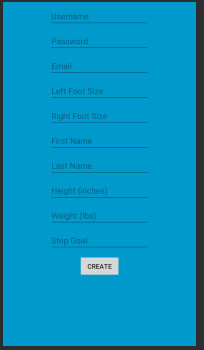 Username
Password
Email
Left Foot Size
Right Foot Size
First Name
Last Name
Height (inches)
Weight (lbs)
Step Goal
CREATE